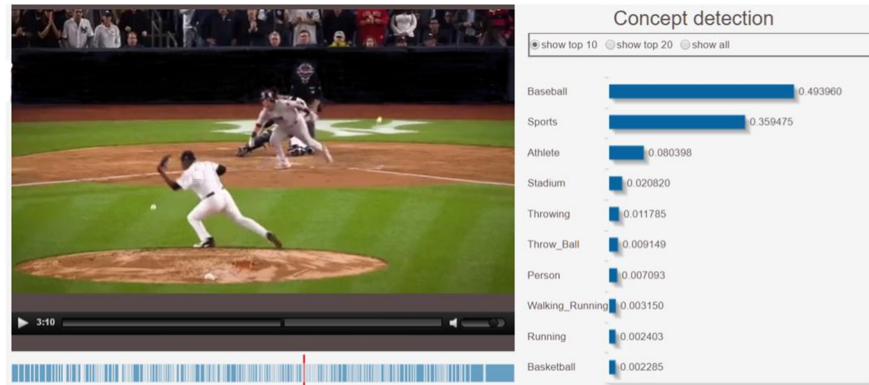 Concept detection
show top 10 show top 20 show all
Baseball 0.493960
Sports 0.359475
Athlete 0.080398
Stadium 0.020820
Throwing 0.011785
Throw_Ball 0.009149
Person 0.007093
Walking_Running 0.003150
Running 0.002403
Basketball 0.002285
3:10